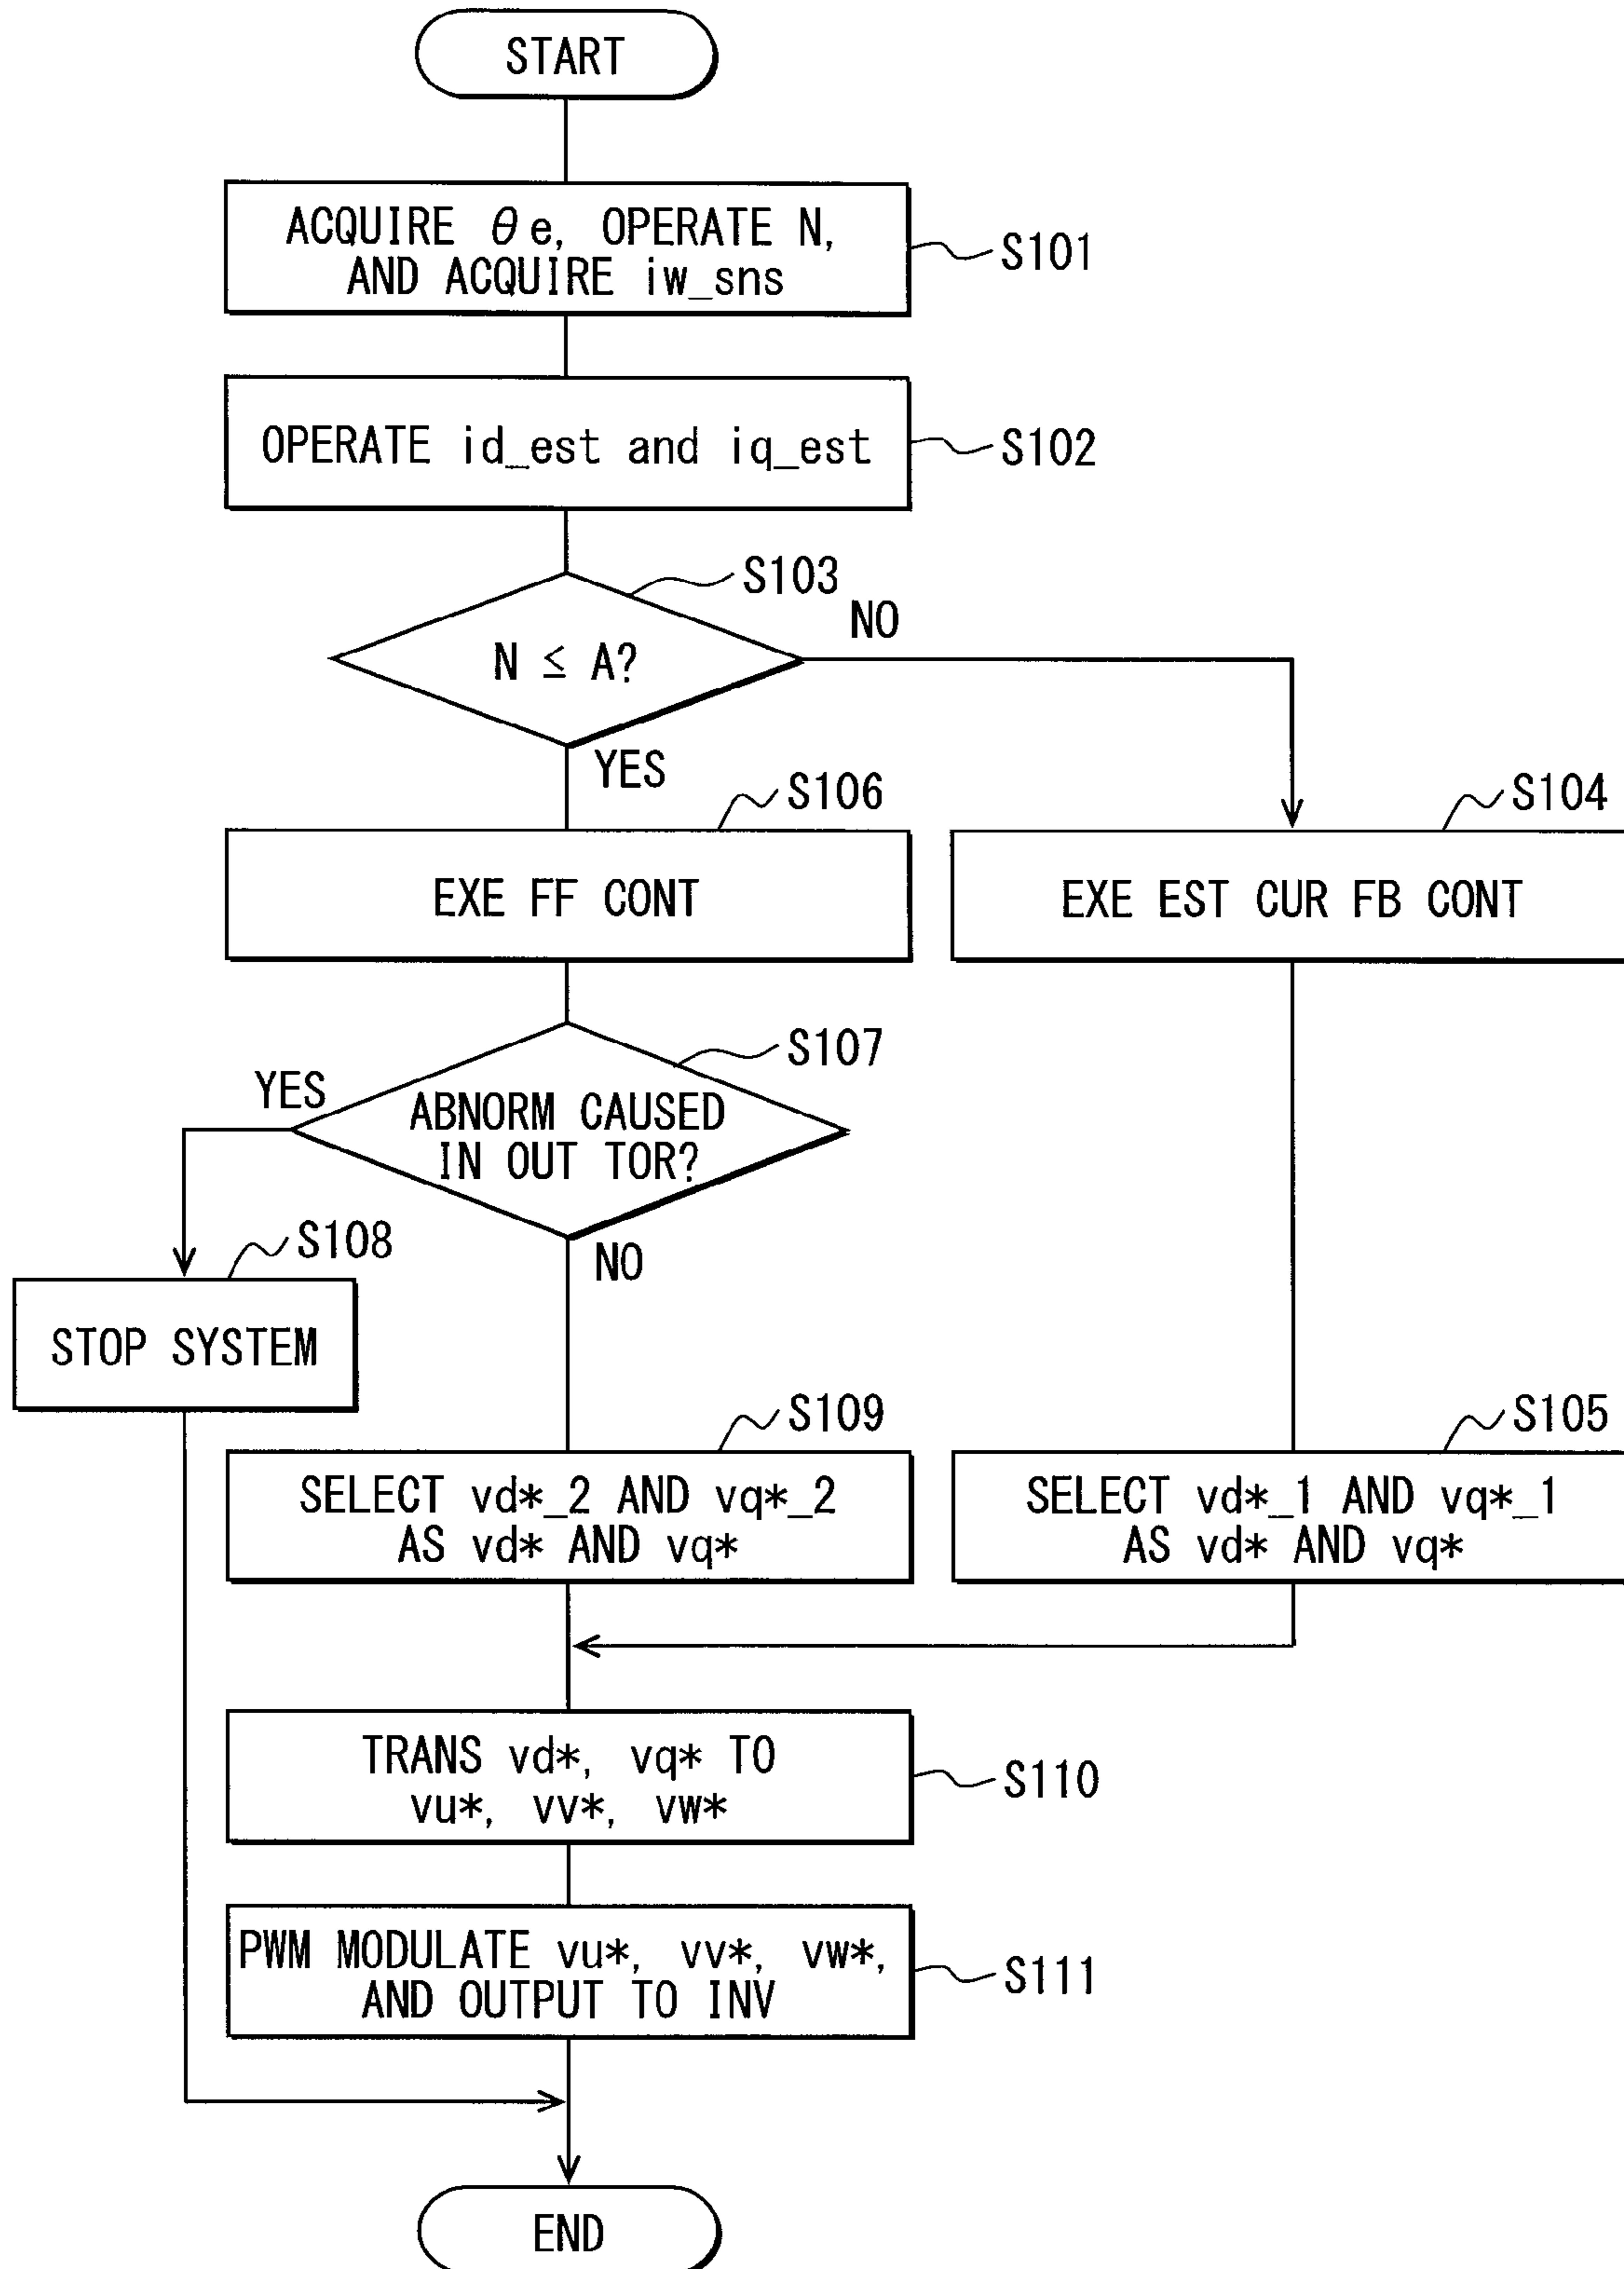 START
ACQUIRE θe, OPERATE N,
AND ACQUIRE iw_sns
S101
OPERATE id_est and iq_est
S102
S103
N ≤ A?
NO
YES
S106
EXE FF CONT
S104
EXE EST CUR FB CONT
S107
YES
ABNORM CAUSED
IN OUT TOR?
NO
S108
STOP SYSTEM
S109
SELECT vd*_2 AND vq*_2
AS vd* AND vq*
S105
SELECT vd*_1 AND vq*_1
AS vd* AND vq*
TRANS vd*, vq* TO
vu*, vv*, vw*
S110
PWM MODULATE vu*, vv*, vw*,
AND OUTPUT TO INV
S111
END